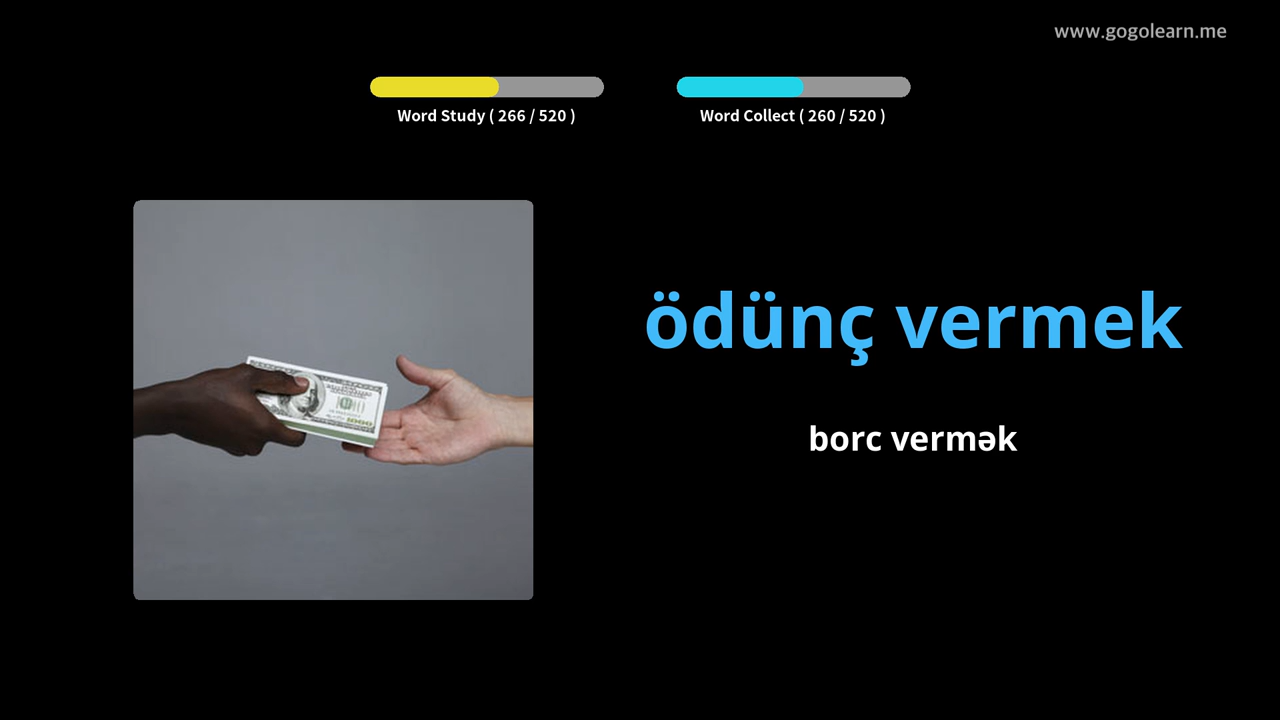 www.gogolearn.me
Word Study ( 266 / 520 )
Word Collect ( 260 / 520 )
ödünç vermek
borc vermək